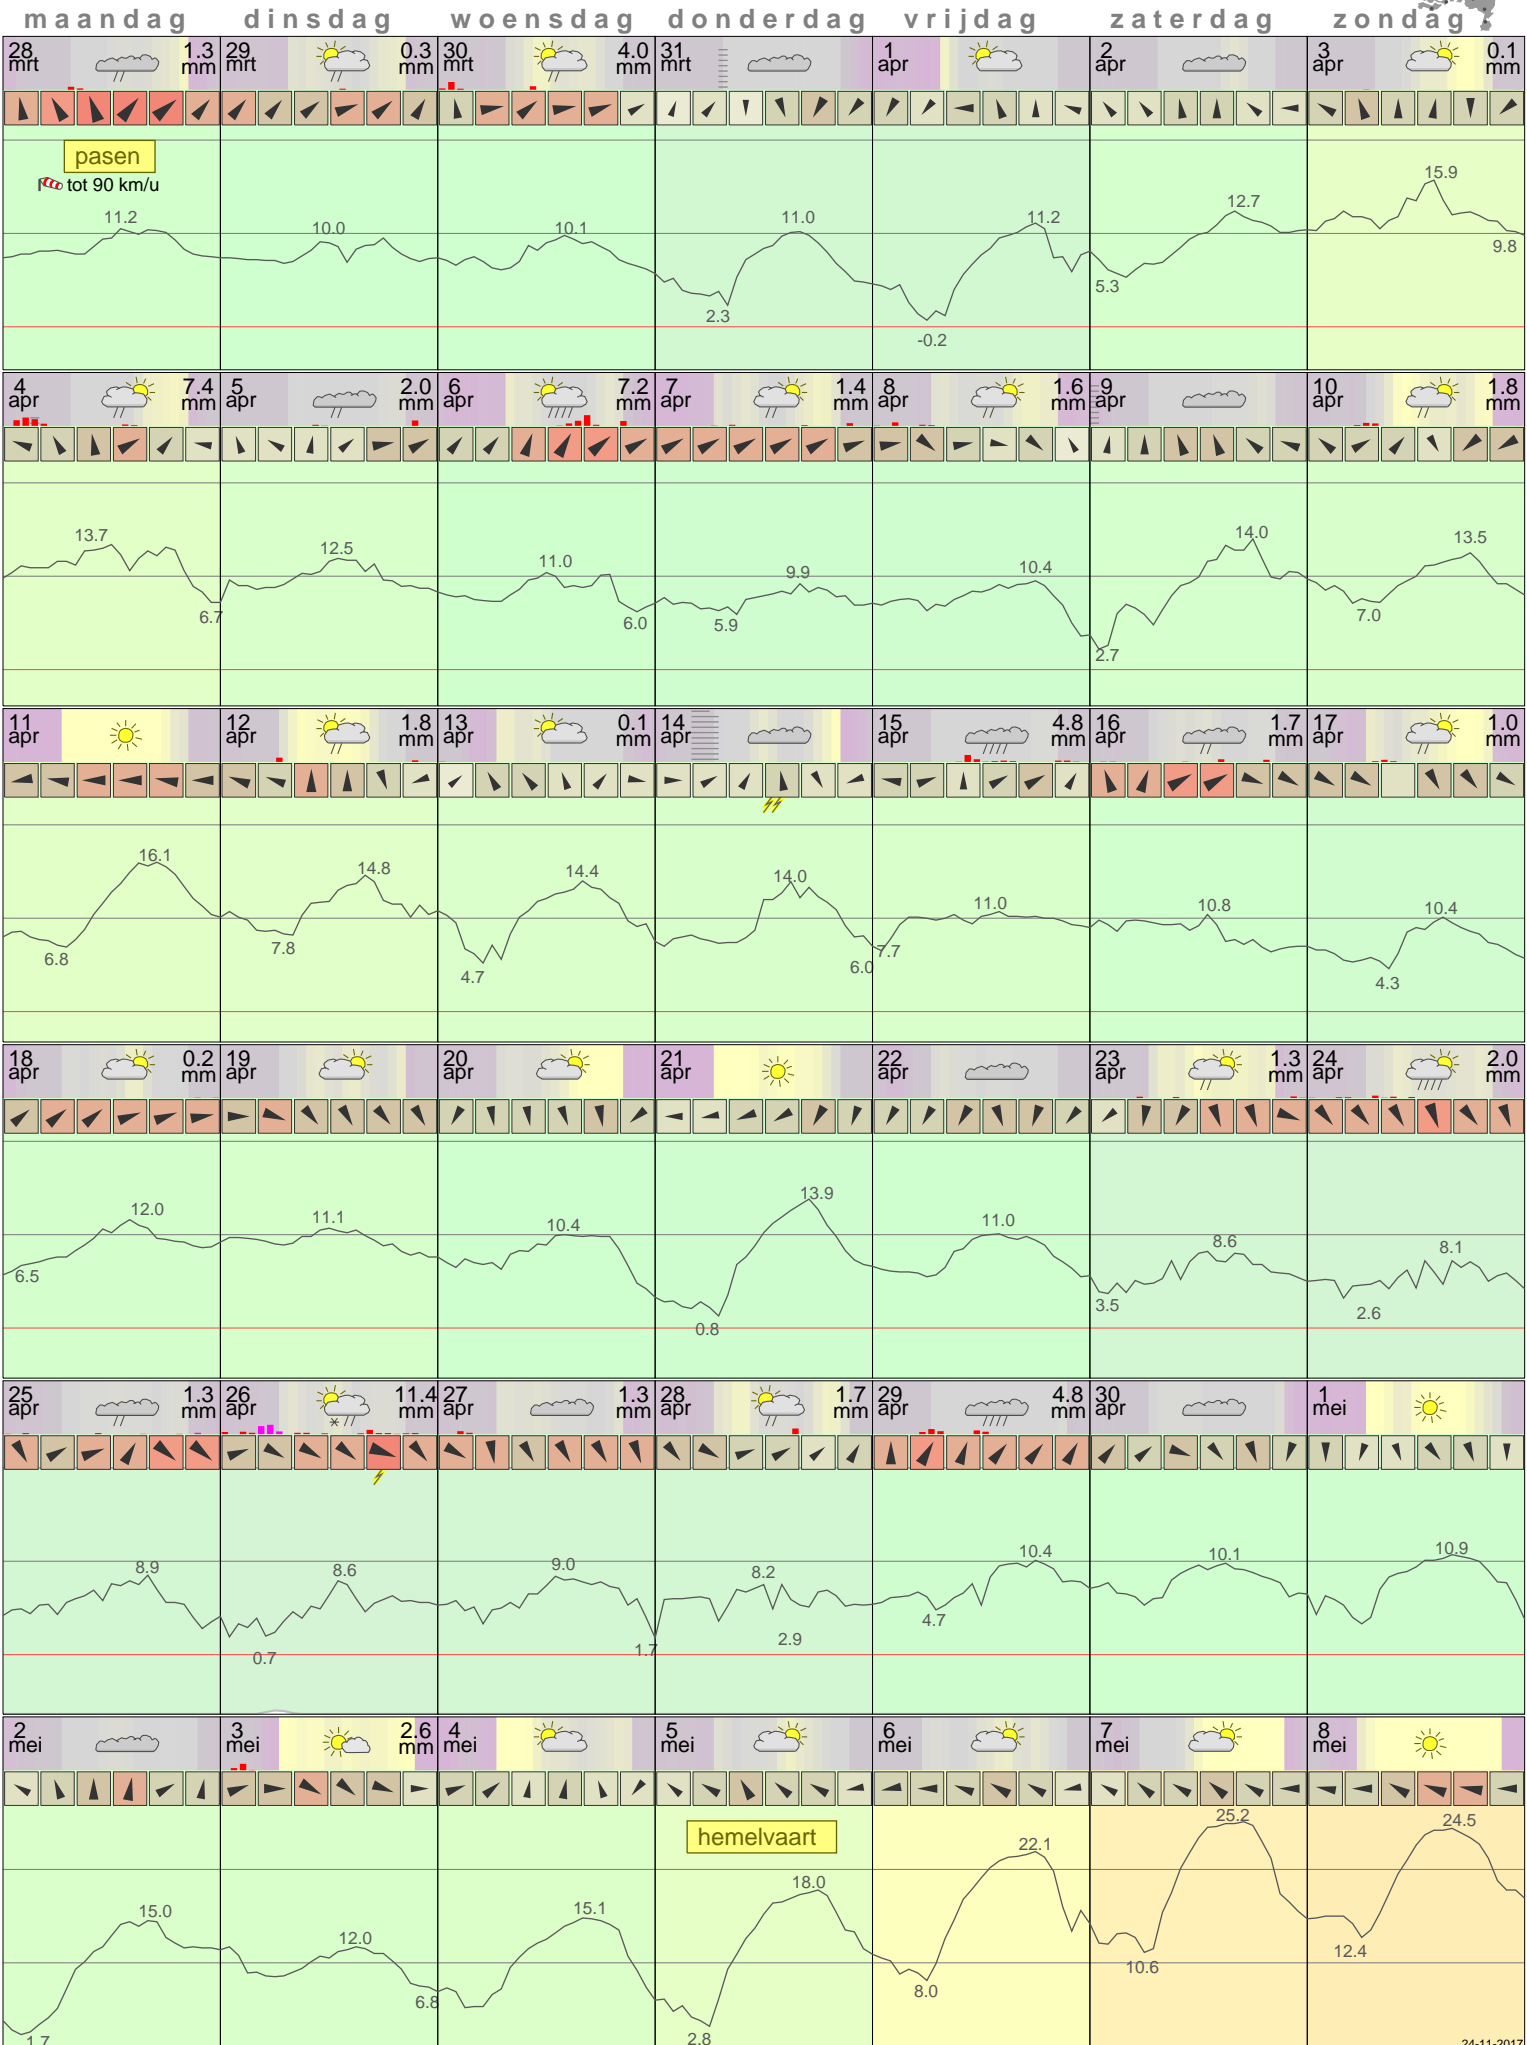 maandag dinsdag woensdag donderdag vrijdag zaterdag zondag
28 mrt 1.3 mm 29 mrt 0.3 mm 30 mrt 4.0 mm 31 mrt 1 apr 2 apr 3 apr 0.1 mm
pasen
tot 90 km/u
11.2 10.0 10.1 2.3 11.0 -0.2 11.2 5.3 12.7 15.9 9.8
4 apr 7.4 mm 5 apr 2.0 mm 6 apr 7.2 mm 7 apr 1.4 mm 8 apr 1.6 mm 9 apr 10 apr 1.8 mm
13.7 6.7 12.5 11.0 6.0 5.9 9.9 10.4 2.7 14.0 7.0 13.5
11 apr 12 apr 1.8 mm 13 apr 0.1 mm 14 apr 15 apr 4.8 mm 16 apr 1.7 mm 17 apr 1.0 mm
6.8 16.1 7.8 14.8 4.7 14.4 14.0 6.0 7.7 11.0 10.8 4.3 10.4
18 apr 0.2 mm 19 apr 20 apr 21 apr 22 apr 23 apr 1.3 mm 24 apr 2.0 mm
6.5 12.0 11.1 10.4 0.8 13.9 11.0 3.5 8.6 2.6 8.1
25 apr 1.3 mm 26 apr 11.4 mm 27 apr 1.3 mm 28 apr 1.7 mm 29 apr 4.8 mm 30 apr 1 mei
8.9 0.7 8.6 9.0 1.7 8.2 2.9 4.7 10.4 10.1 10.9
2 mei 3 mei 2.6 mm 4 mei 5 mei 6 mei 7 mei 8 mei
hemelvaart
1.7 15.0 12.0 6.8 15.1 2.8 18.0 8.0 22.1 10.6 25.2 12.4 24.5
24-11-2017